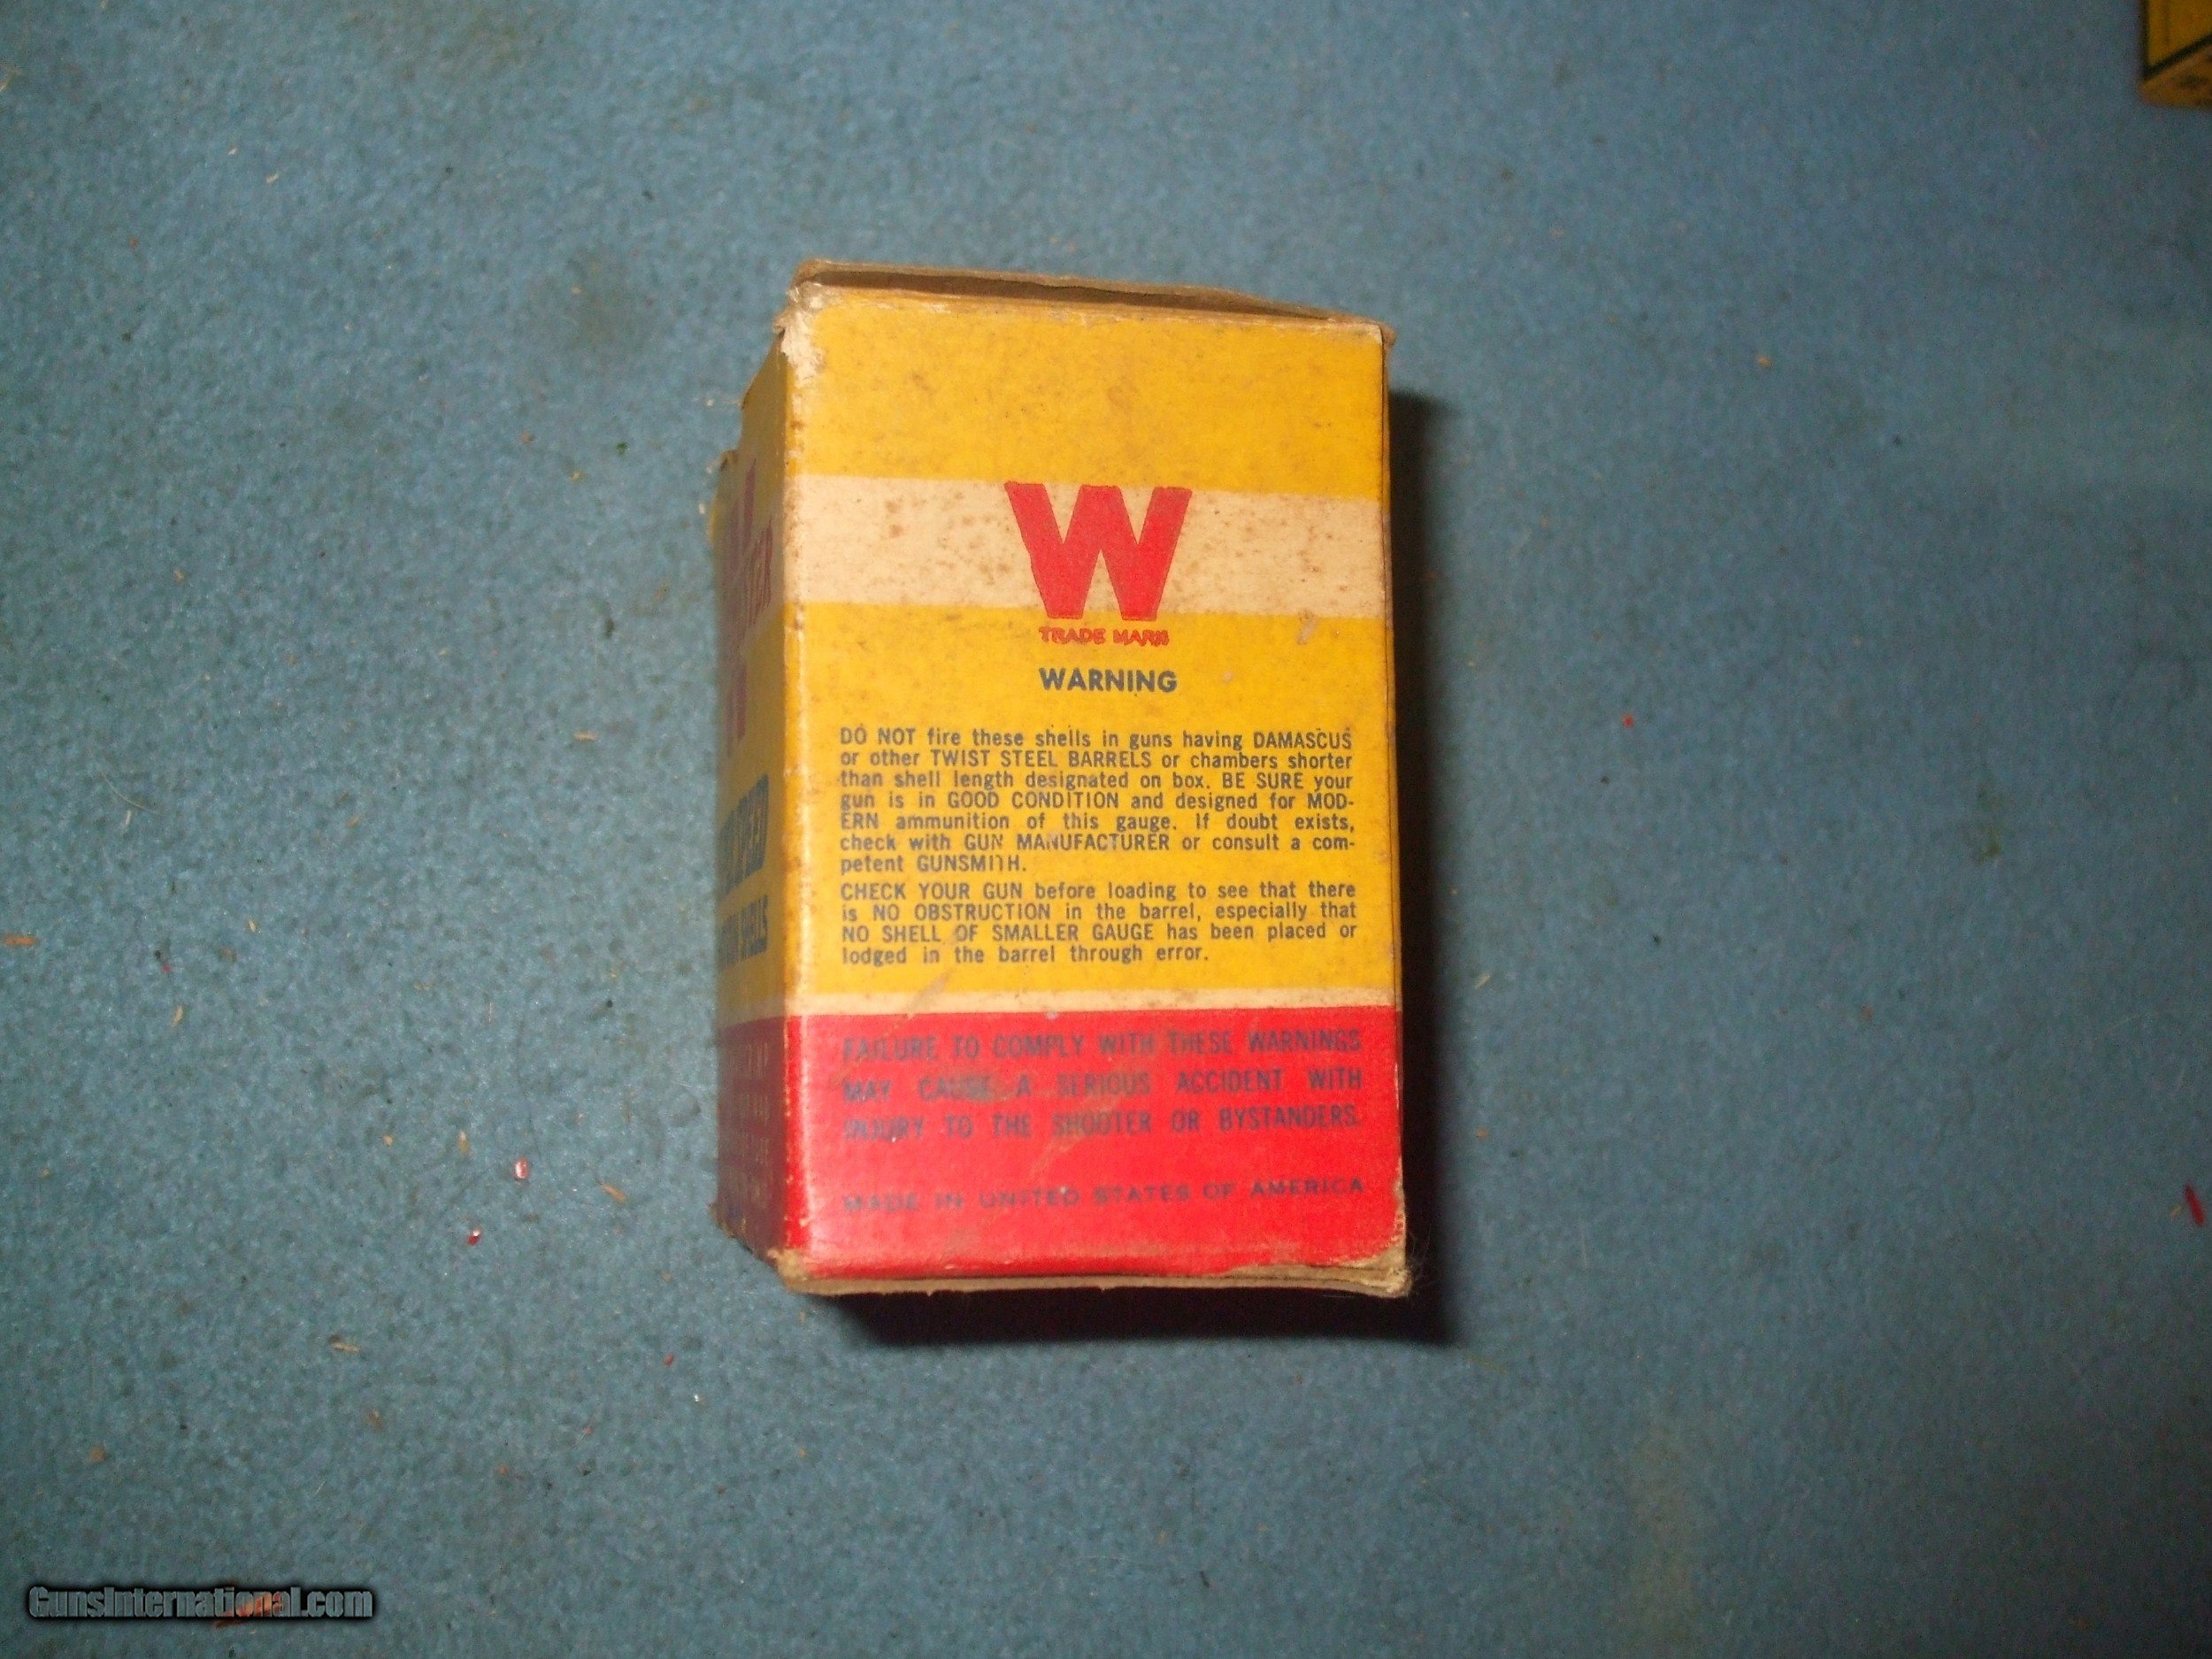 W
TRADE MARK
WARNING
DO NOT fire these shells in guns having DAMASCUS
or other TWIST STEEL BARRELS or chambers shorter
than shell length designated on box. BE SURE your
gun is in GOOD CONDITION and designed for MOD-
ERN ammunition of this gauge. If doubt exists,
check with GUN MANUFACTURER or consult a com-
petent GUNSMITH.
CHECK YOUR GUN before loading to see that there
is NO OBSTRUCTION in the barrel, especially that
NO SHELL OF SMALLER GAUGE has been placed or
lodged in the barrel through error.
FAILURE TO COMPLY WITH THESE WARNINGS
MAY CAUSE A SERIOUS ACCIDENT WITH
INJURY TO THE SHOOTER OR BYSTANDERS.
MADE IN UNITED STATES OF AMERICA
SHELLS
GunsInternational.com